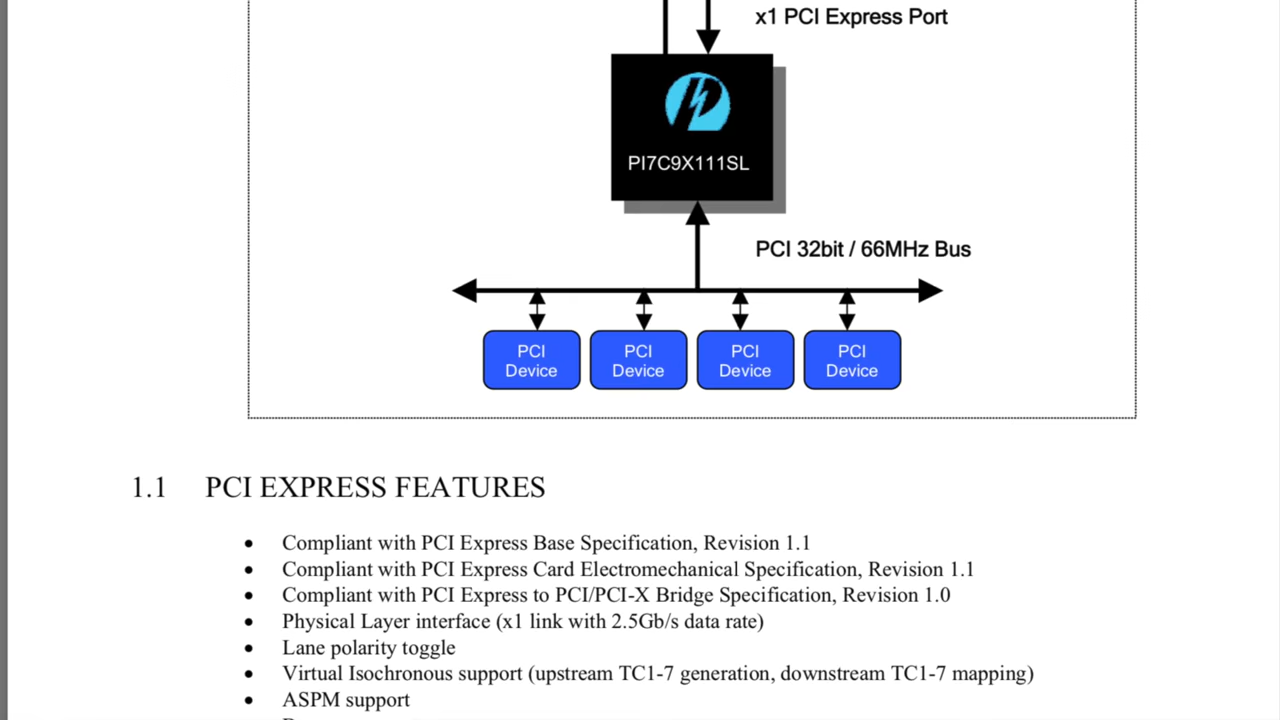 x1 PCI Express Port
PI7C9X111SL
PCI 32bit / 66MHz Bus
PCI Device
PCI Device
PCI Device
PCI Device
1.1 PCI EXPRESS FEATURES
• Compliant with PCI Express Base Specification, Revision 1.1
• Compliant with PCI Express Card Electromechanical Specification, Revision 1.1
• Compliant with PCI Express to PCI/PCI-X Bridge Specification, Revision 1.0
• Physical Layer interface (x1 link with 2.5Gb/s data rate)
• Lane polarity toggle
• Virtual Isochronous support (upstream TC1-7 generation, downstream TC1-7 mapping)
• ASPM support